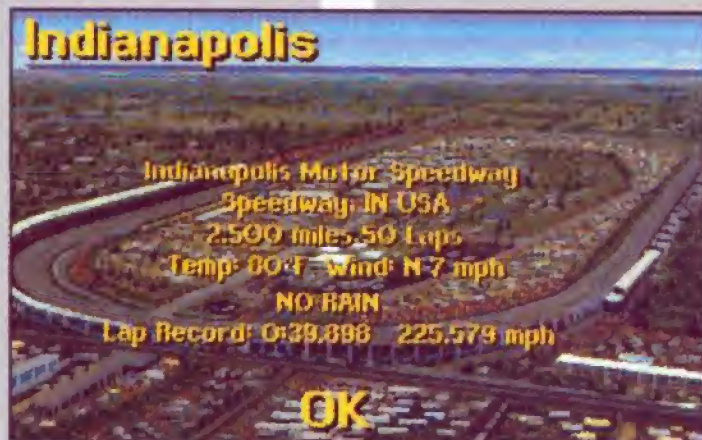 Indianapolis
Indianapolis Motor Speedway
Speedway, IN USA
2.500 miles,50 Laps
Temp: 80°F Wind: N 7 mph
NO RAIN
Lap Record: 0:39.898 225.579 mph
OK